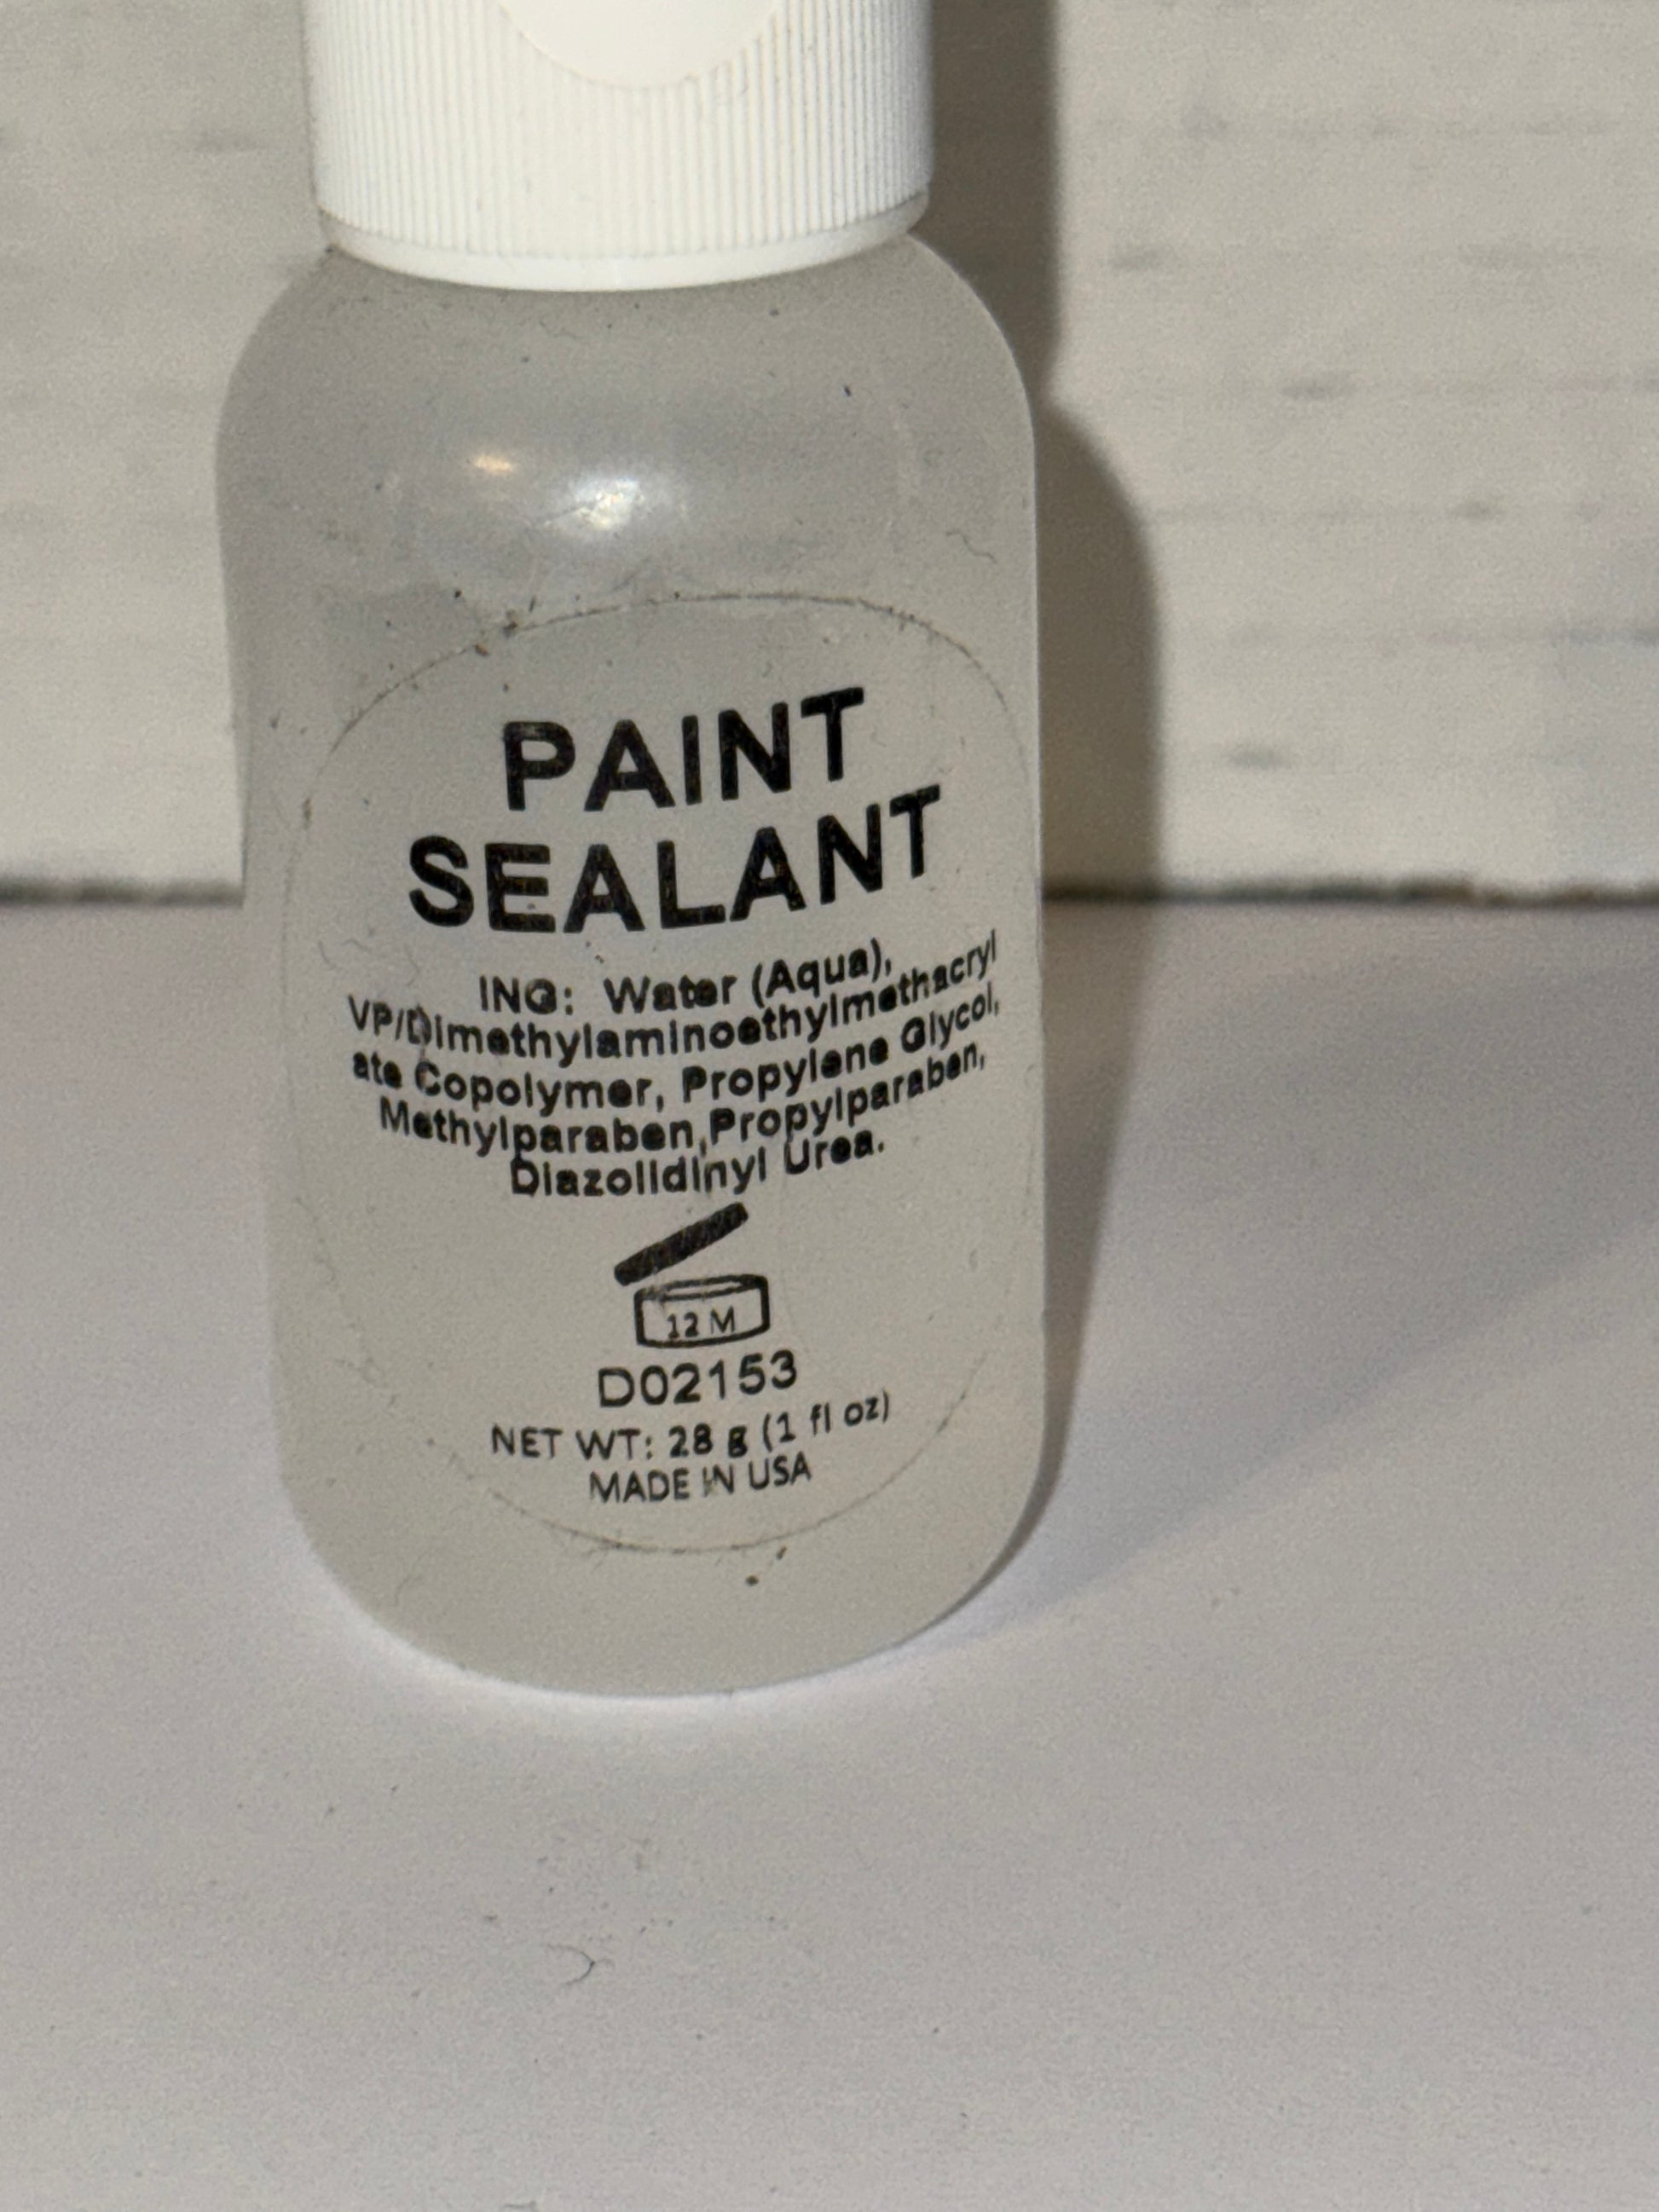 PAINT
SEALANT
ING: Water (Aqua),
VP/Dimethylaminoethylmethacryl
ate Copolymer, Propylene Glycol,
Methylparaben,Propylparaben,
Diazolidinyl Urea.
12 M
D02153
NET WT: 28 g (1 fl oz)
MADE IN USA